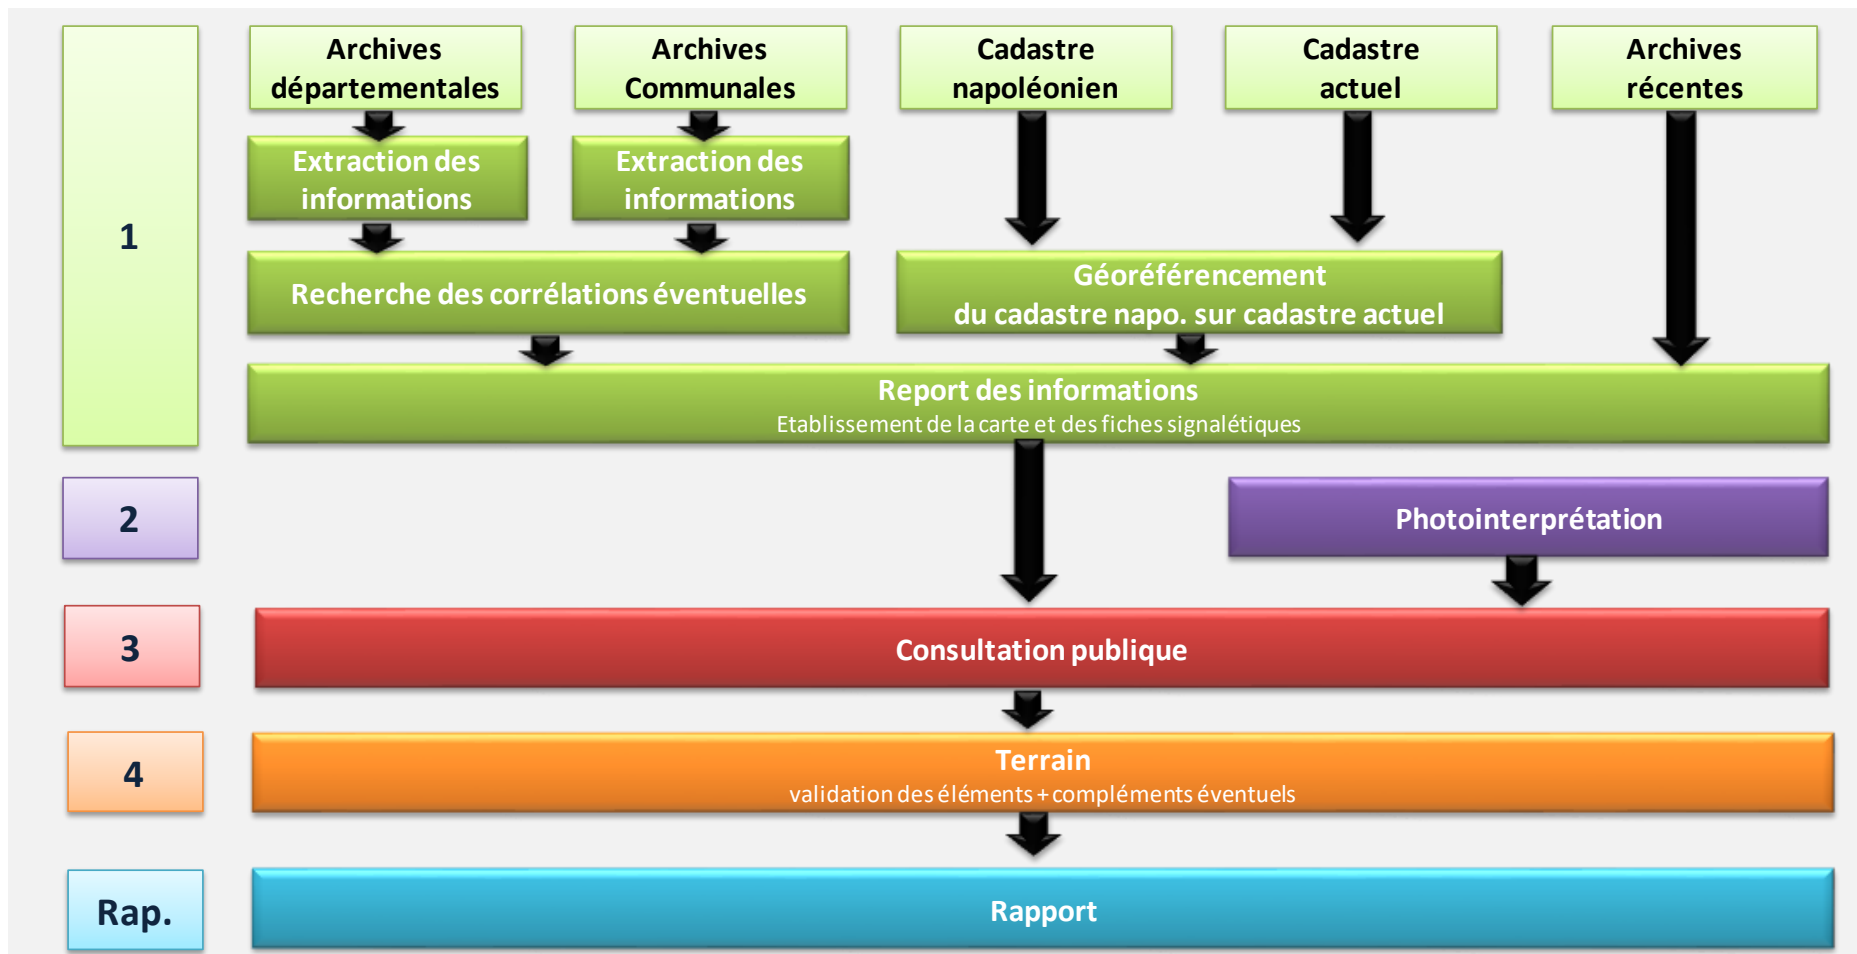 1
Archives
départementales
Archives
Communales
Cadastre
napoléonien
Cadastre
actuel
Archives
récentes
Extraction des
informations
Extraction des
informations
Recherche des corrélations éventuelles
Géoréférencement
du cadastre napo. sur cadastre actuel
Report des informations
Etablissement de la carte et des fiches signalétiques
2
Photointerprétation
3
Consultation publique
4
Terrain
validation des éléments + compléments éventuels
Rap.
Rapport